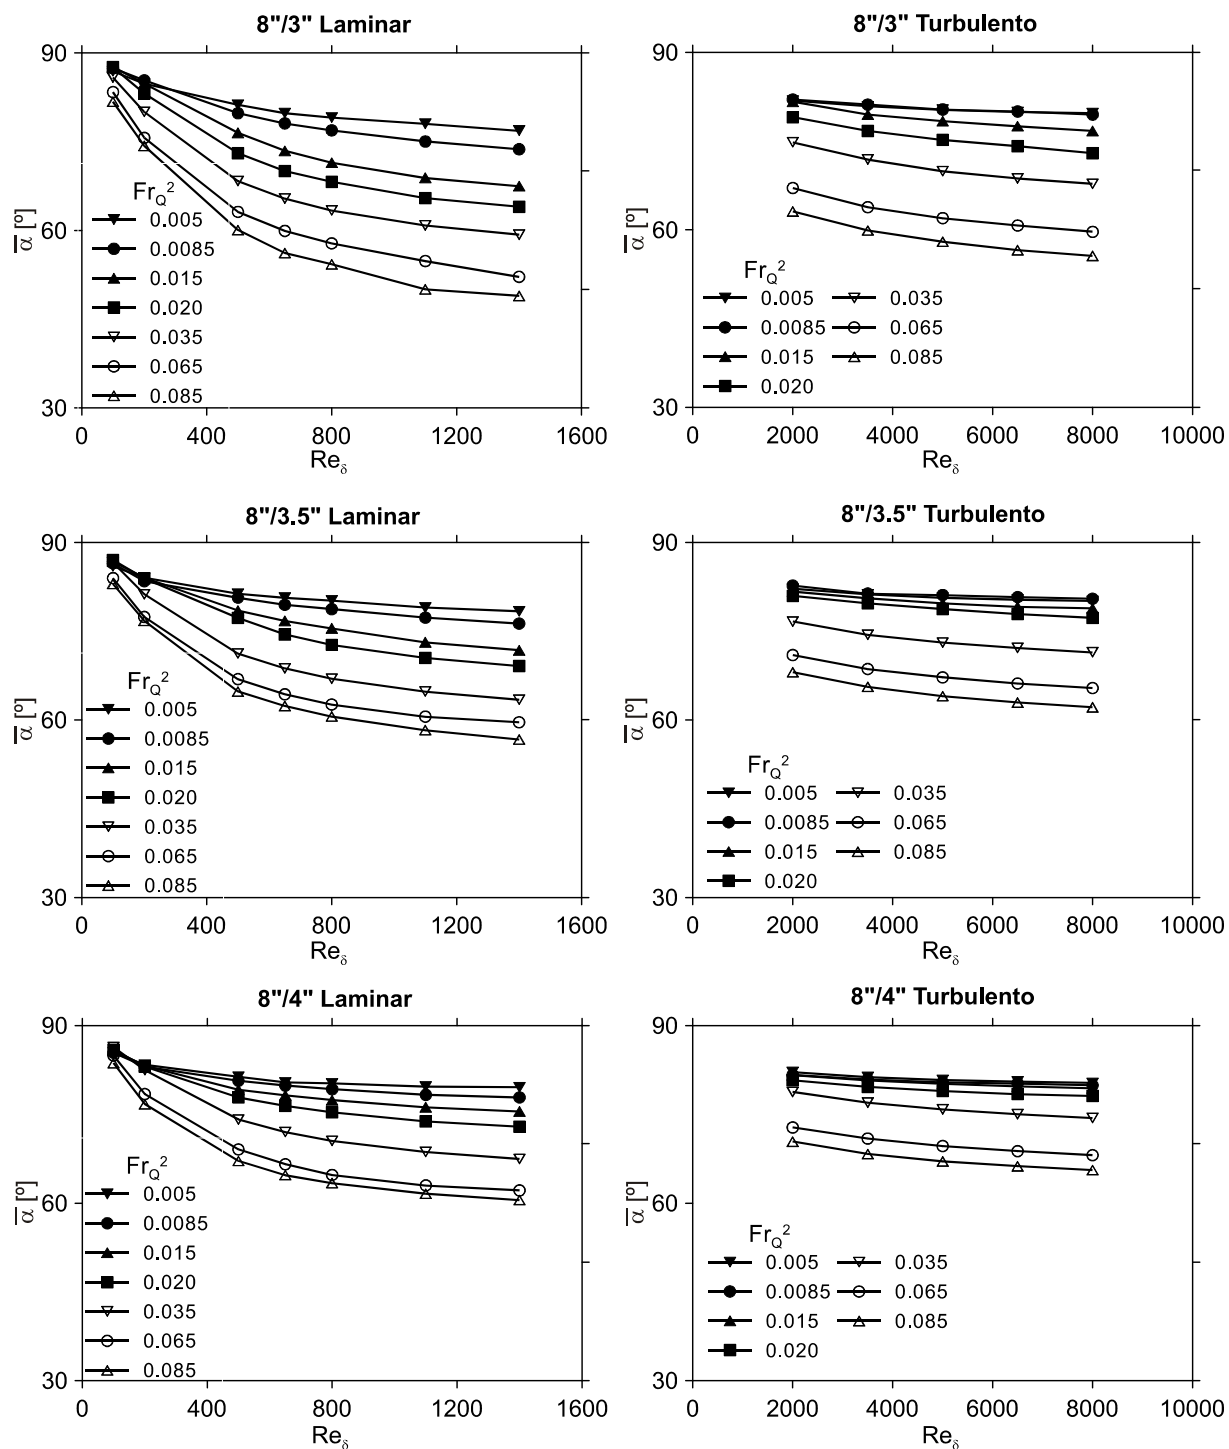 8"/3" Laminar
90
60
30
α [º]
Fr_Q^2
0.005
0.0085
0.015
0.020
0.035
0.065
0.085
0 400 800 1200 1600
Re_δ
8"/3" Turbulento
90
60
30
α [º]
Fr_Q^2
0.005 0.035
0.0085 0.065
0.015 0.085
0.020
0 2000 4000 6000 8000 10000
Re_δ
8"/3.5" Laminar
90
60
30
α [º]
Fr_Q^2
0.005
0.0085
0.015
0.020
0.035
0.065
0.085
0 400 800 1200 1600
Re_δ
8"/3.5" Turbulento
90
60
30
α [º]
Fr_Q^2
0.005 0.035
0.0085 0.065
0.015 0.085
0.020
0 2000 4000 6000 8000 10000
Re_δ
8"/4" Laminar
90
60
30
α [º]
Fr_Q^2
0.005
0.0085
0.015
0.020
0.035
0.065
0.085
0 400 800 1200 1600
Re_δ
8"/4" Turbulento
90
60
30
α [º]
Fr_Q^2
0.005 0.035
0.0085 0.065
0.015 0.085
0.020
0 2000 4000 6000 8000 10000
Re_δ